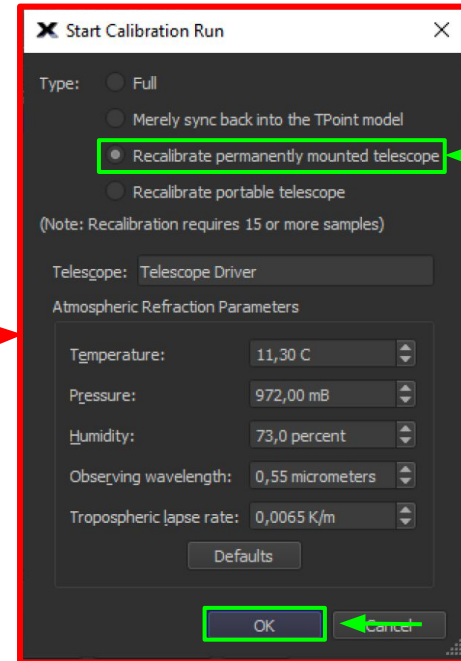 Start Calibration Run
Type: Full
Merely sync back into the TPoint model
Recalibrate permanently mounted telescope
Recalibrate portable telescope
(Note: Recalibration requires 15 or more samples)
Telescope: Telescope Driver
Atmospheric Refraction Parameters
Temperature: 11,30 C
Pressure: 972,00 mB
Humidity: 73,0 percent
Observing wavelength: 0,55 micrometers
Tropospheric lapse rate: 0,0065 K/m
Defaults
OK Cancel